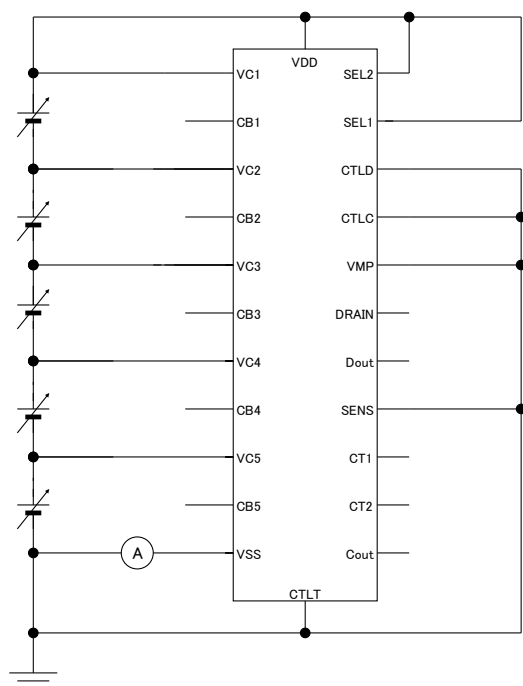 VDD
VC1 SEL2
CB1 SEL1
VC2 CTLD
CB2 CTLC
VC3 VMP
CB3 DRAIN
VC4 Dout
CB4 SENS
VC5 CT1
CB5 CT2
A VSS Cout
CTLT